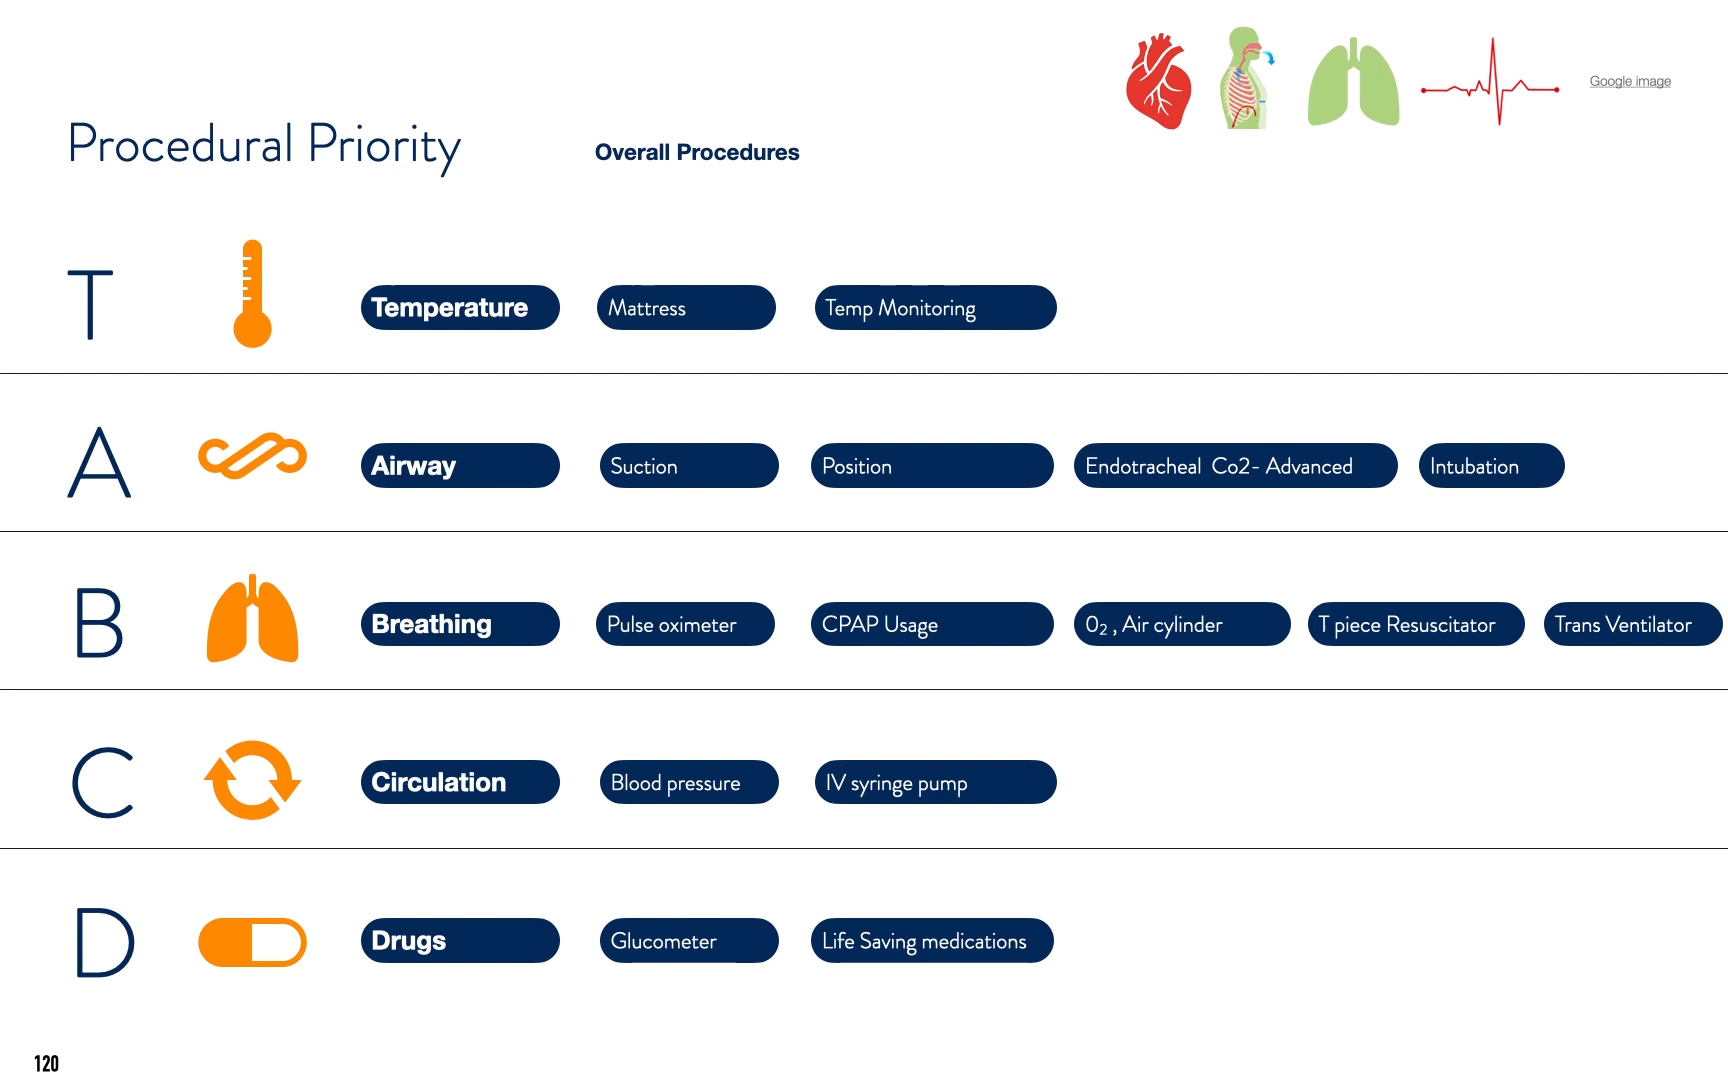 Google image
Procedural Priority
Overall Procedures
T Temperature Mattress Temp Monitoring
A Airway Suction Position Endotracheal Co2- Advanced Intubation
B Breathing Pulse oximeter CPAP Usage 0₂ , Air cylinder T piece Resuscitator Trans Ventilator
C Circulation Blood pressure IV syringe pump
D Drugs Glucometer Life Saving medications
120